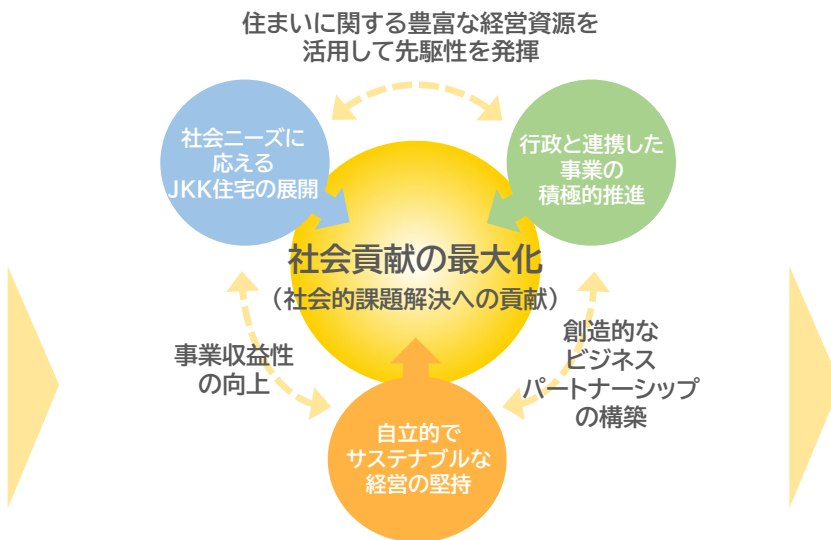 住まいに関する豊富な経営資源を
活用して先駆性を発揮
社会ニーズに
応える
JKK住宅の展開
行政と連携した
事業の
積極的推進
社会貢献の最大化
（社会的課題解決への貢献）
事業収益性
の向上
創造的な
ビジネス
パートナーシップ
の構築
自立的で
サステナブルな
経営の堅持